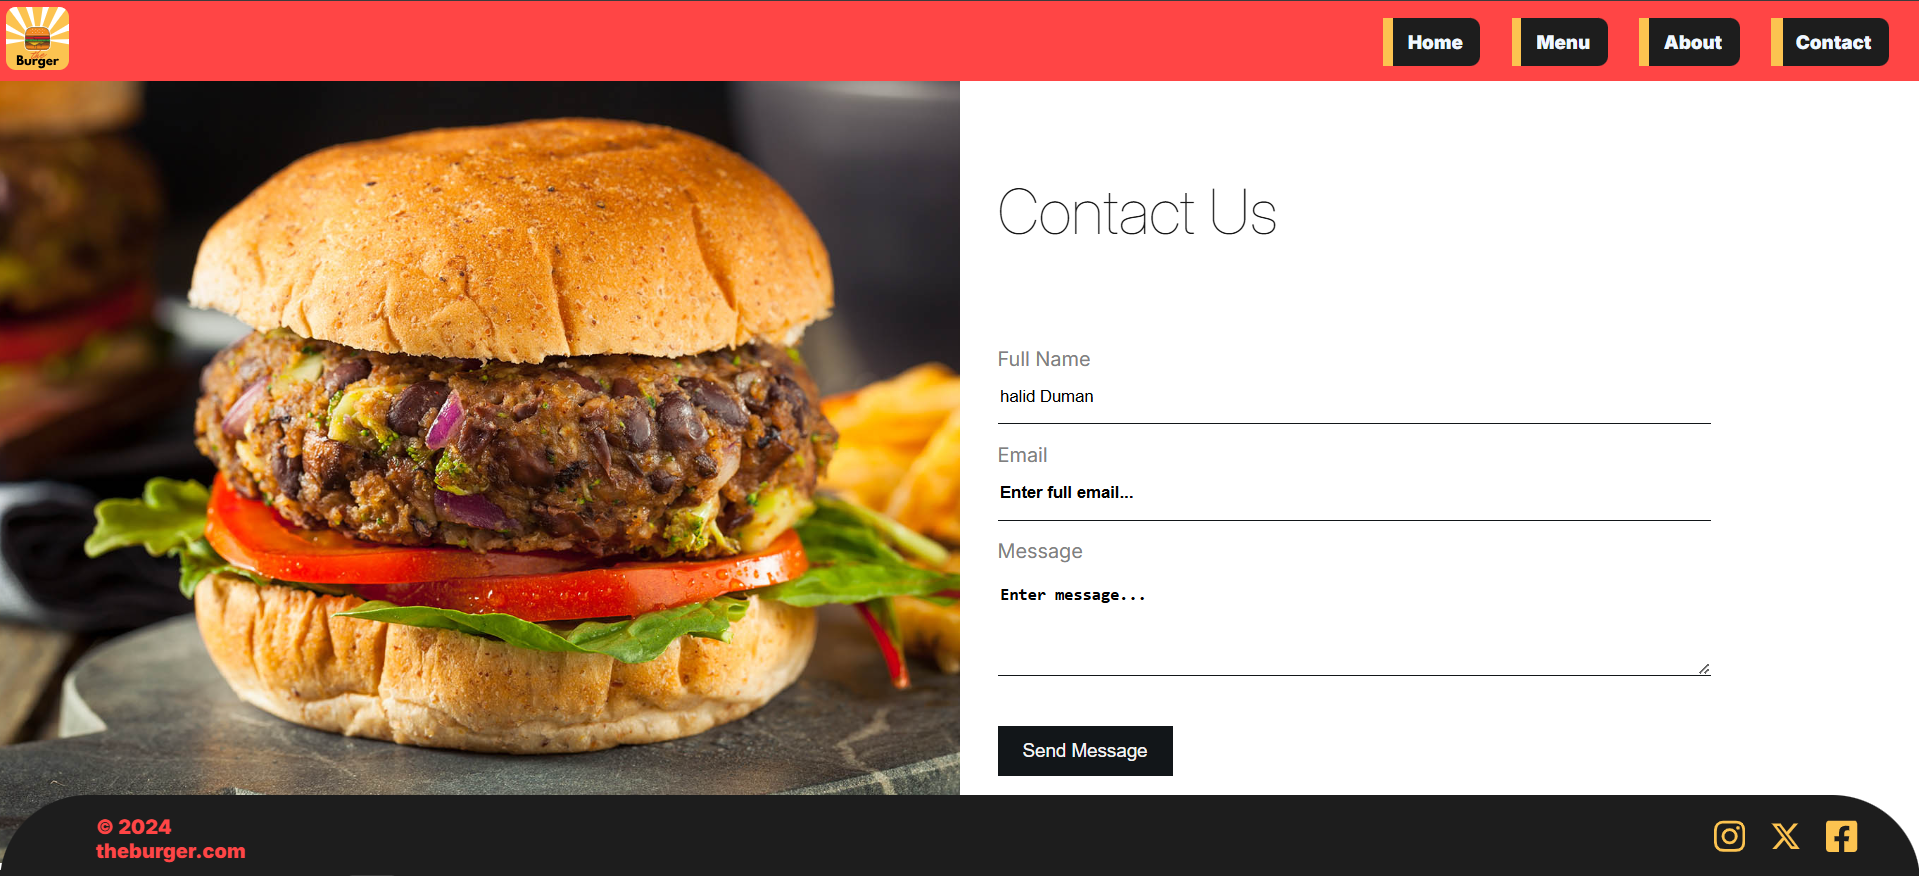 the
Burger
Home
Menu
About
Contact
Contact Us
Full Name
halid Duman
Email
Enter full email...
Message
Enter message...
Send Message
© 2024
theburger.com